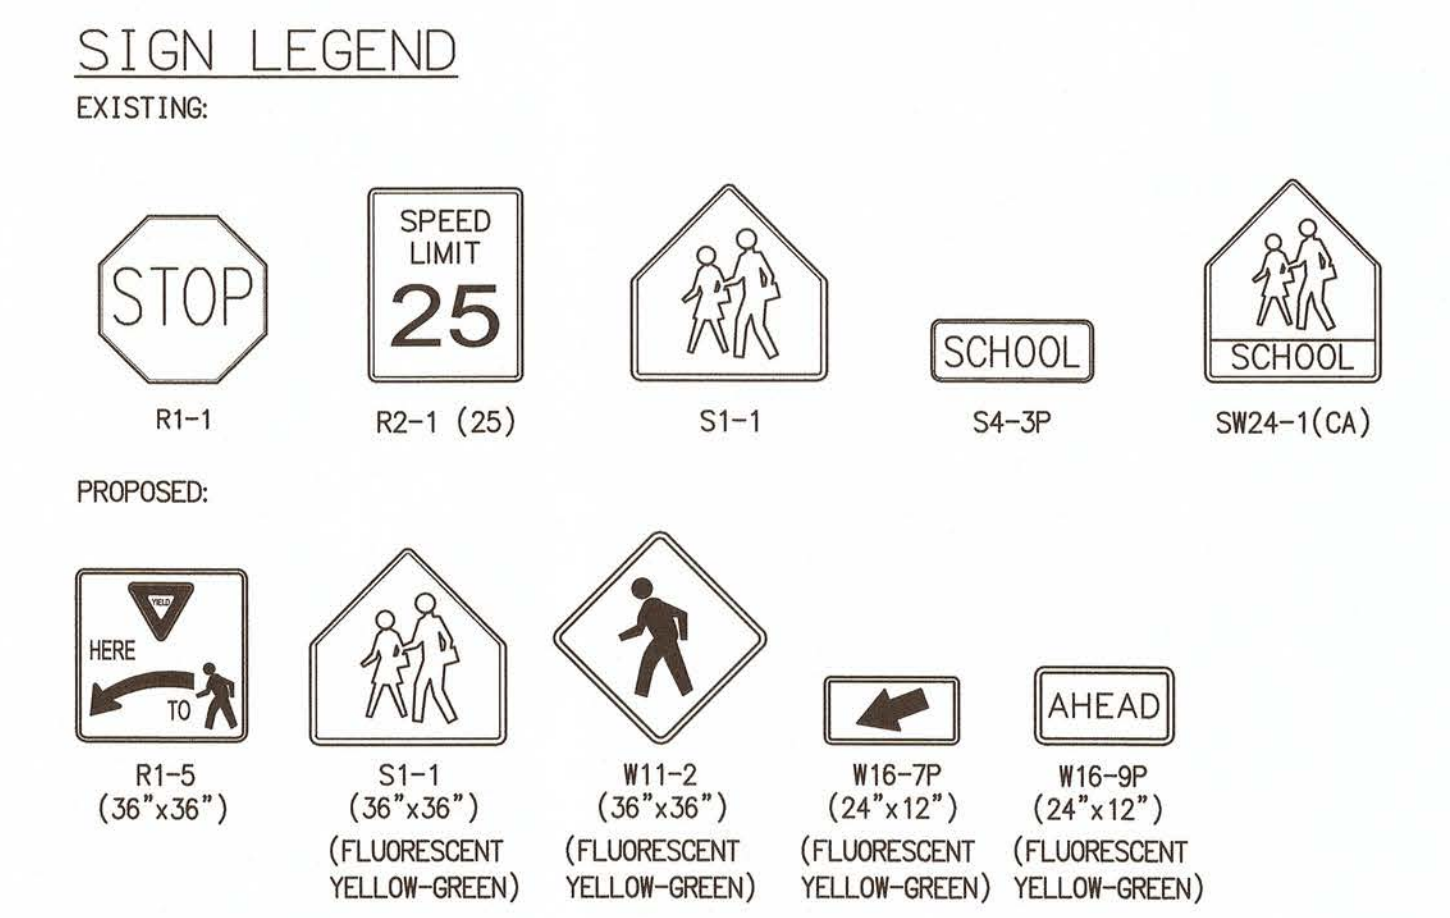 SIGN LEGEND
EXISTING:
STOP
R1-1
SPEED
LIMIT
25
R2-1 (25)
S1-1
SCHOOL
S4-3P
SCHOOL
SW24-1(CA)
PROPOSED:
YIELD
HERE
TO
R1-5
(36"x36")
S1-1
(36"x36")
(FLUORESCENT
YELLOW-GREEN)
W11-2
(36"x36")
(FLUORESCENT
YELLOW-GREEN)
W16-7P
(24"x12")
(FLUORESCENT
YELLOW-GREEN)
AHEAD
W16-9P
(24"x12")
(FLUORESCENT
YELLOW-GREEN)